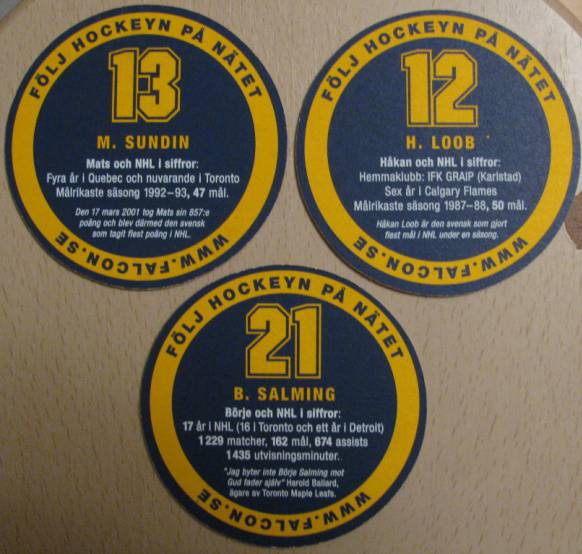 FÖLJ HOCKEYN PÅ NÄTET
13
M. SUNDIN
Mats och NHL i siffror:
Fyra år i Quebec och nuvarande i Toronto
Målrikaste säsong 1992–93, 47 mål.
Den 17 mars 2001 tog Mats sin 857:e
poäng och blev därmed den svensk
som tagit flest poäng i NHL.
WWW.FALCON.SE
FÖLJ HOCKEYN PÅ NÄTET
12
H. LOOB
Håkan och NHL i siffror:
Hemmaklubb: IFK GRAIP (Karlstad)
Sex år i Calgary Flames
Målrikaste säsong 1987–88, 50 mål.
Håkan Loob är den svensk som gjort
flest mål i NHL under en säsong.
WWW.FALCON.SE
FÖLJ HOCKEYN PÅ NÄTET
21
B. SALMING
Börje och NHL i siffror:
17 år i NHL (16 i Toronto och ett år i Detroit)
1229 matcher, 162 mål, 674 assists
1435 utvisningsminuter.
"Jag byter inte Börje Salming mot
Gud fader själv" Harold Ballard,
ägare av Toronto Maple Leafs.
WWW.FALCON.SE